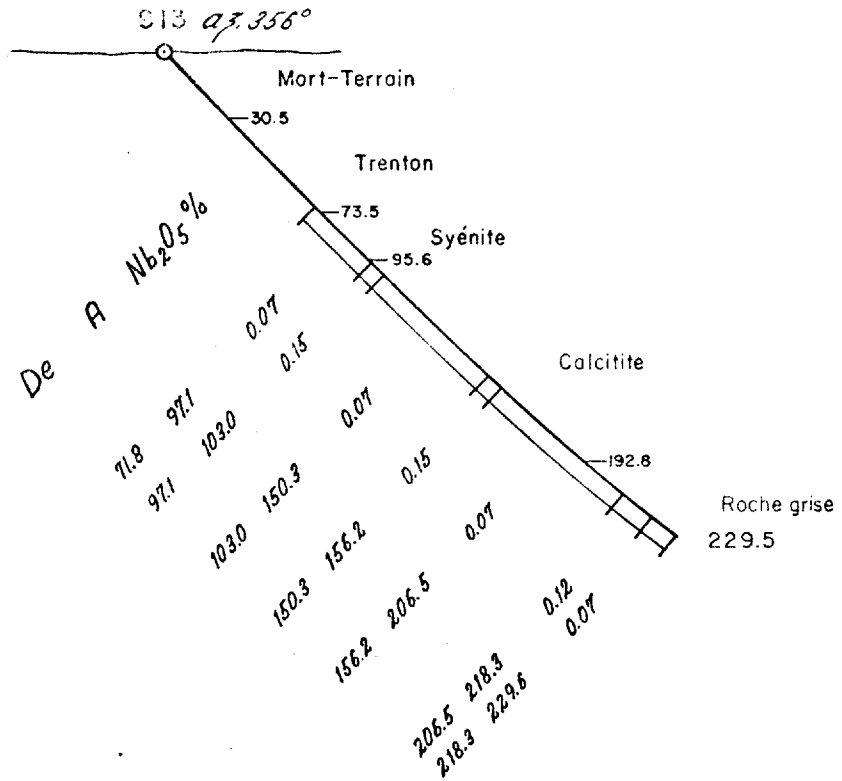 S13 az. 356°
Mort-Terrain
30.5
Trenton
73.5
Syénite
95.6
Calcitite
192.8
Roche grise
229.5
De A Nb₂O₅%
71.8 97.1 0.07
97.1 103.0 0.15
103.0 150.3 0.07
150.3 156.2 0.15
156.2 206.5 0.07
206.5 218.3 0.12
218.3 229.6 0.07